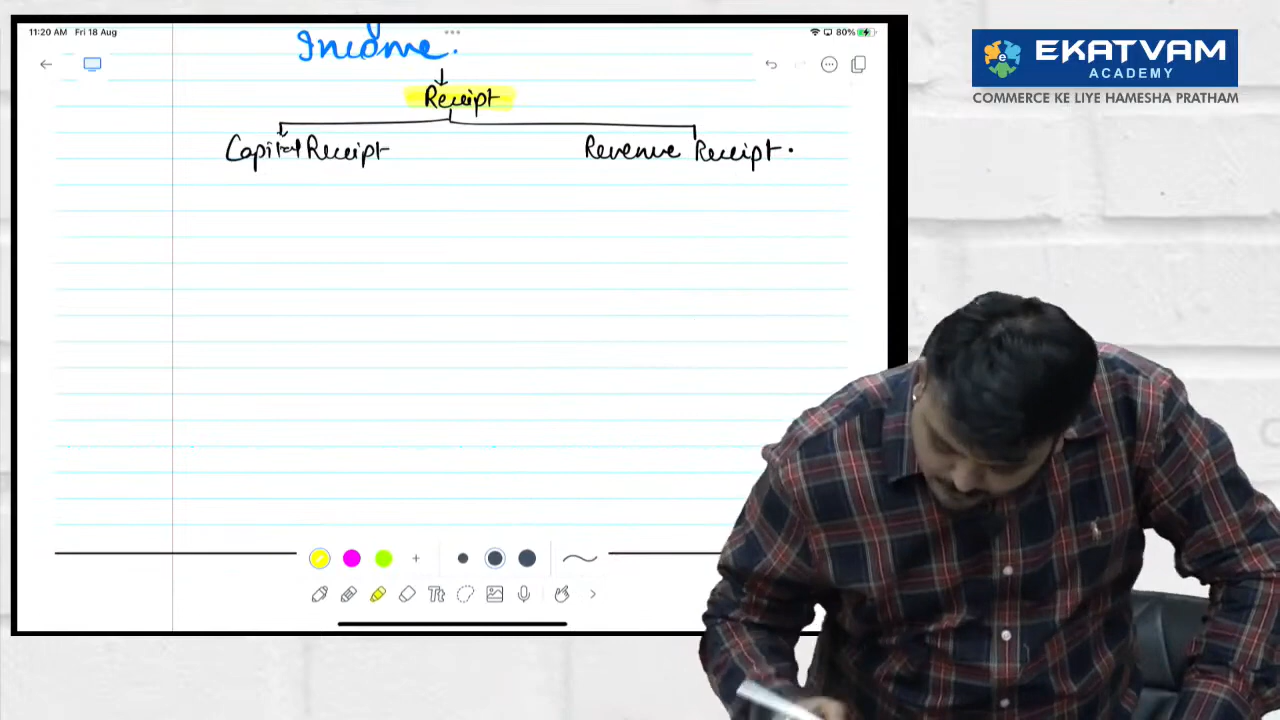 11:20 AM Fri 18 Aug
80%
Income.
Receipt
Capital Receipt
Revenue Receipt.
Tt
e
EKATVAM
ACADEMY
COMMERCE KE LIYE HAMESHA PRATHAM